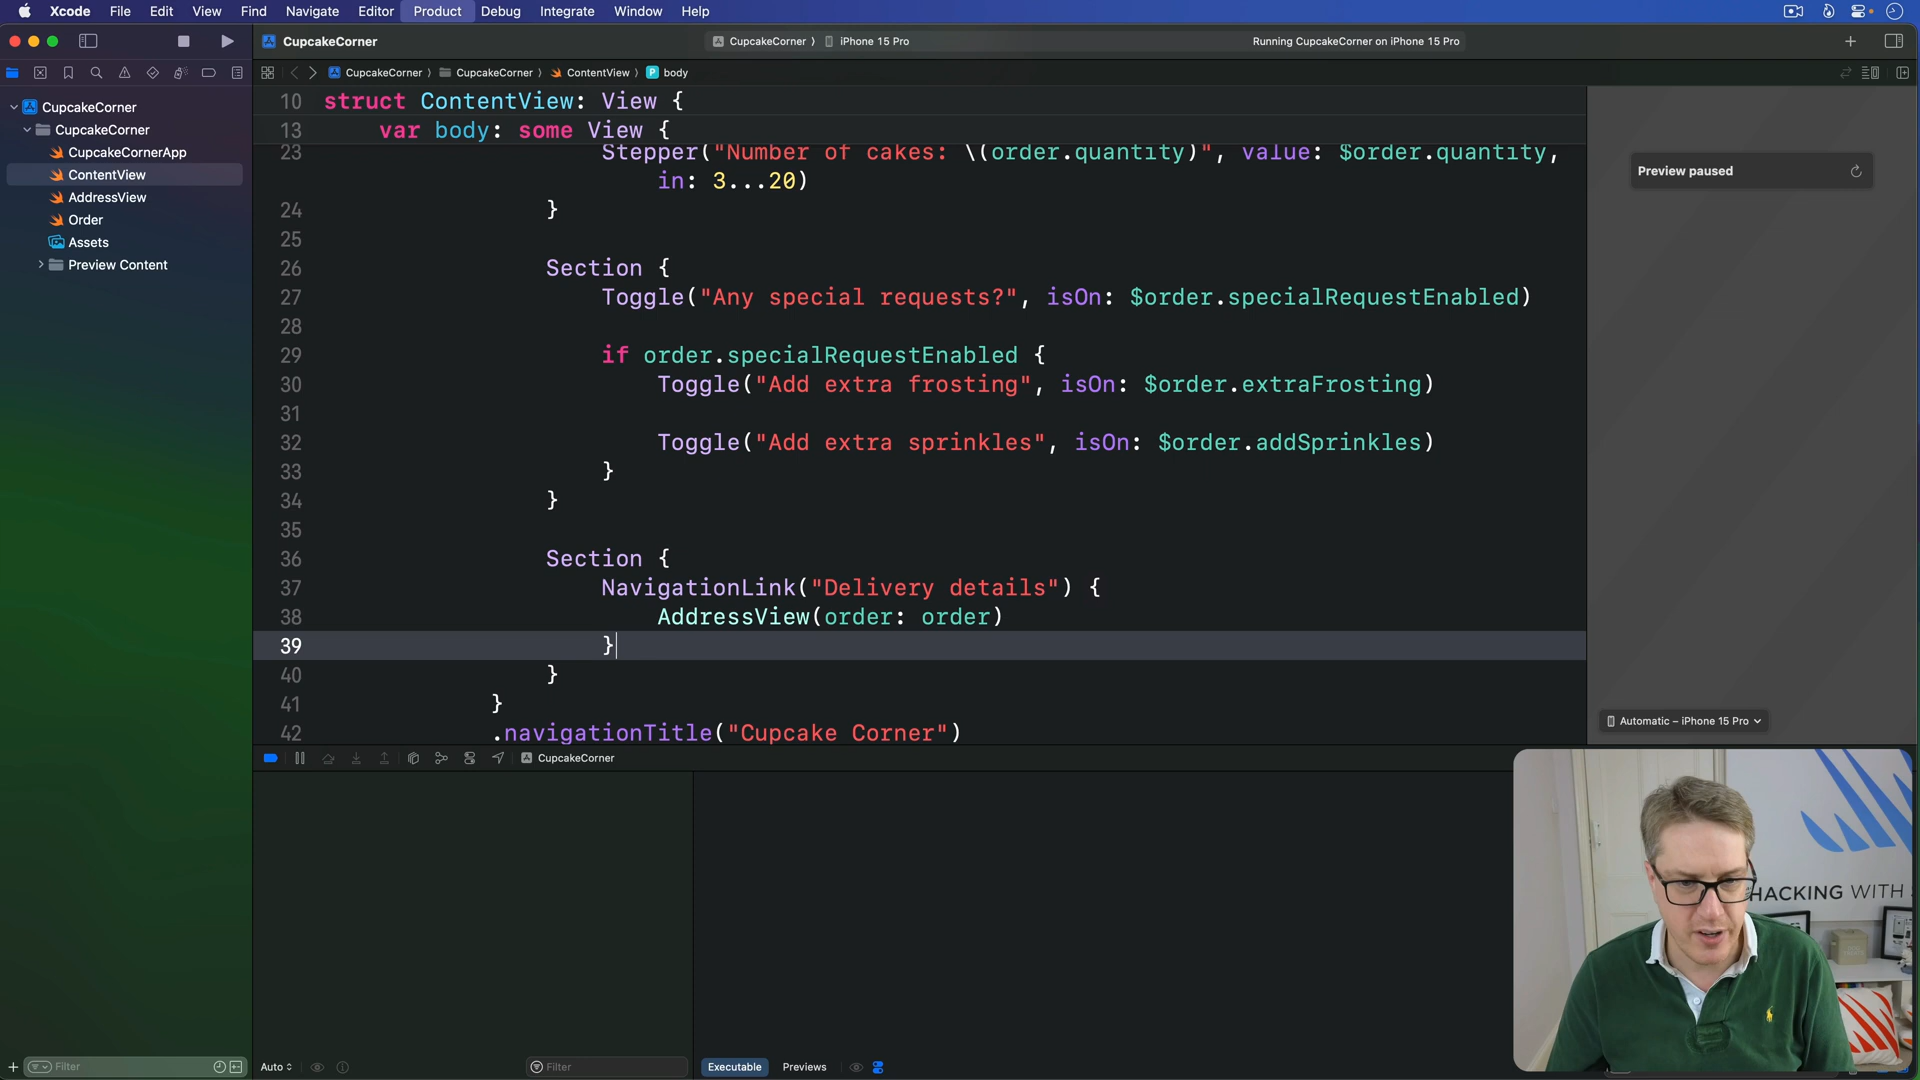 Xcode File Edit View Find Navigate Editor Product Debug Integrate Window Help
CupcakeCorner
CupcakeCorner 〉 iPhone 15 Pro
Running CupcakeCorner on iPhone 15 Pro
CupcakeCorner 〉 CupcakeCorner 〉 ContentView 〉 P body
CupcakeCorner
CupcakeCorner
CupcakeCornerApp
ContentView
AddressView
Order
Assets
Preview Content
10 struct ContentView: View {
13 var body: some View {
23 Stepper("Number of cakes: \(order.quantity)", value: $order.quantity,
in: 3...20)
24 }
25
26 Section {
27 Toggle("Any special requests?", isOn: $order.specialRequestEnabled)
28
29 if order.specialRequestEnabled {
30 Toggle("Add extra frosting", isOn: $order.extraFrosting)
31
32 Toggle("Add extra sprinkles", isOn: $order.addSprinkles)
33 }
34 }
35
36 Section {
37 NavigationLink("Delivery details") {
38 AddressView(order: order)
39 }
40 }
41 }
42 .navigationTitle("Cupcake Corner")
Preview paused
Automatic – iPhone 15 Pro
CupcakeCorner
HACKING WITH S
Filter
Auto
Filter
Executable
Previews